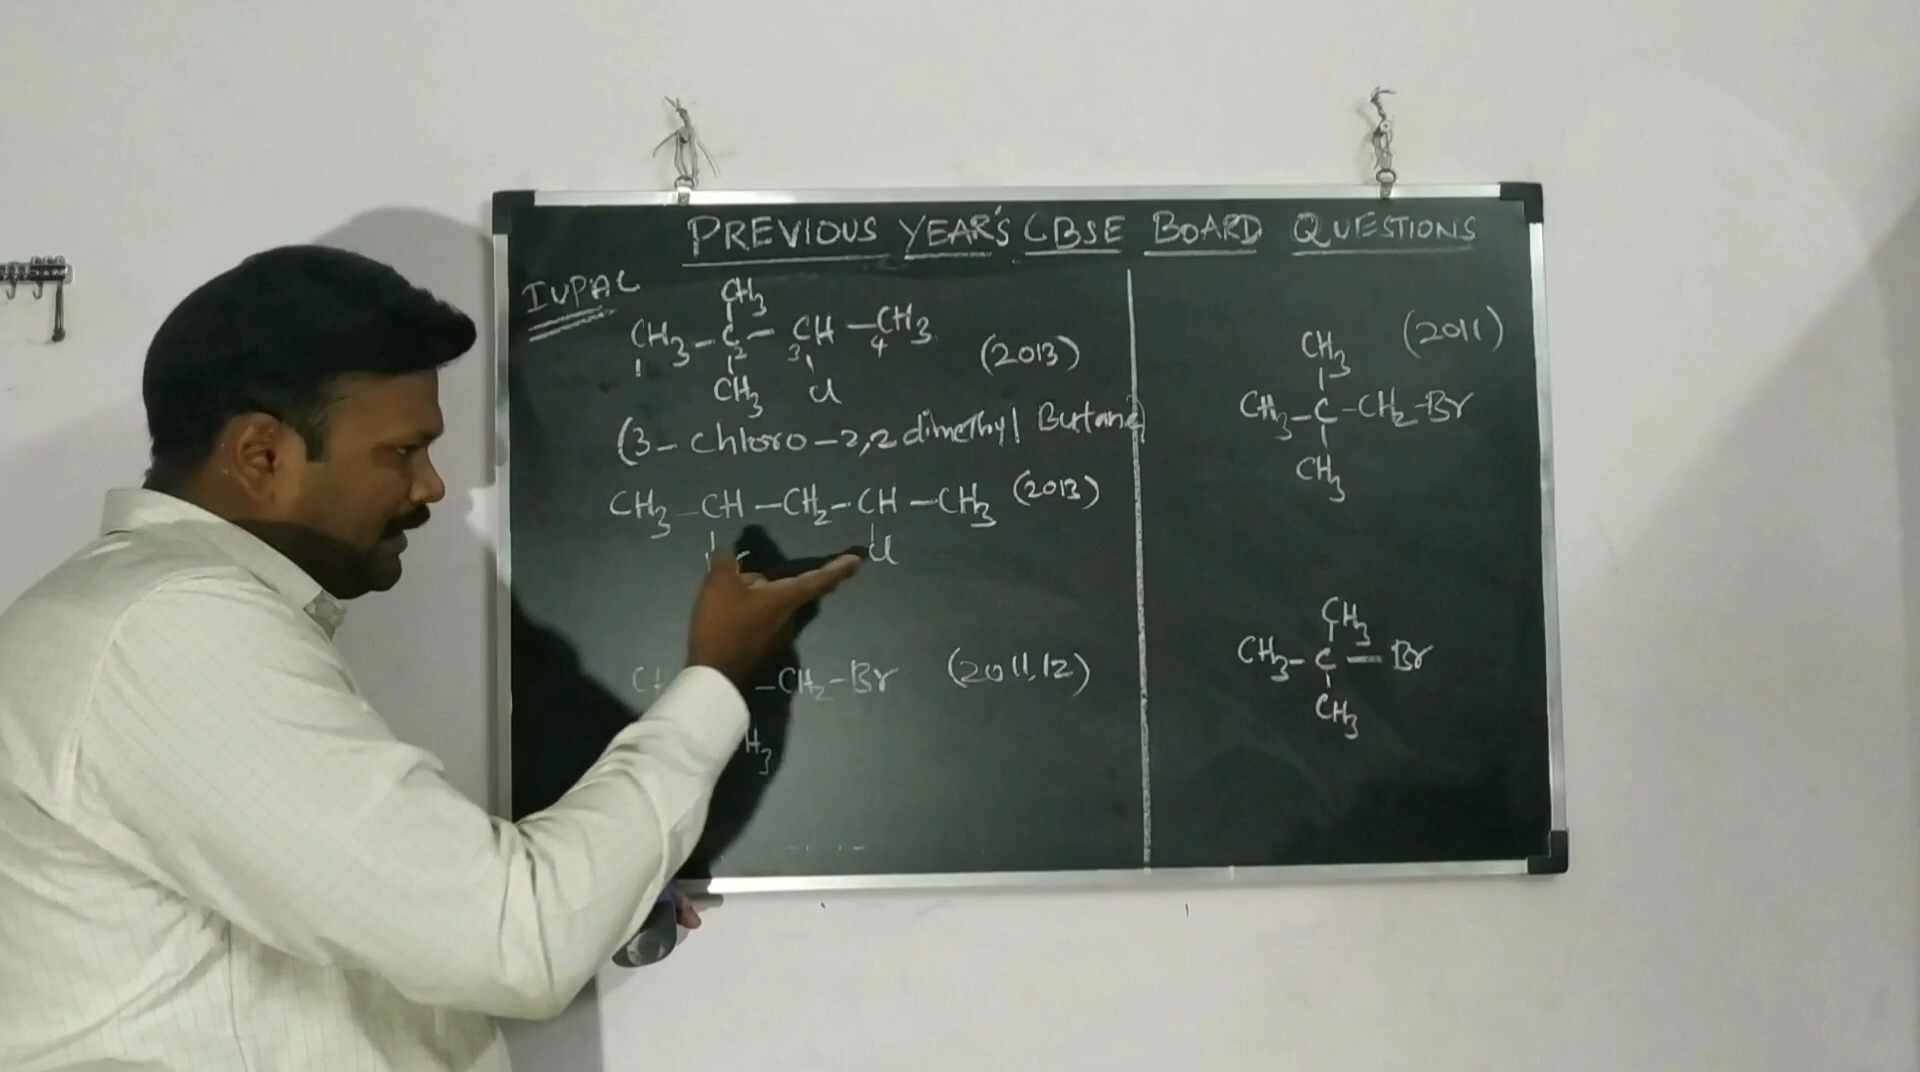 PREVIOUS YEAR'S CBSE BOARD QUESTIONS
IUPAC
CH3
CH3-C-CH-CH3
1 2 3 4
CH3 Cl
(2013)
(3-chloro-2,2 dimethyl Butane
CH3-CH-CH2-CH-CH3 (2013)
Cl
-CH2-Br (2011,12)
H3
(2011)
CH3
CH3-C-CH2-Br
CH3
CH3
CH3-C-Br
CH3